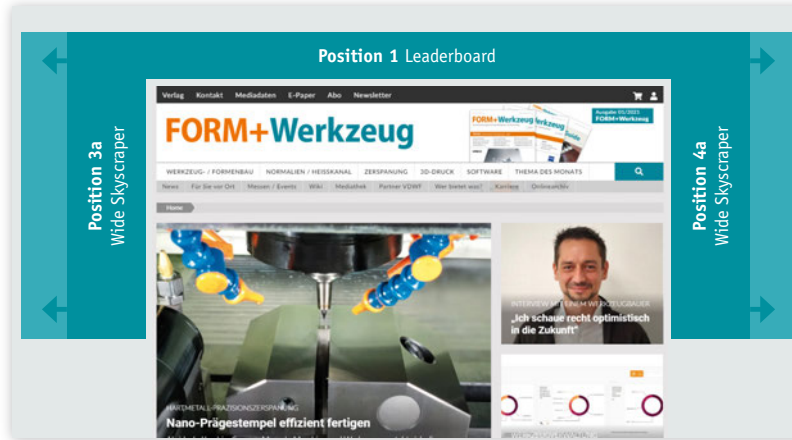 Position 1 Leaderboard
Position 3a
Wide Skyscraper
Position 4a
Wide Skyscraper
Verlag Kontakt Mediadaten E-Paper Abo Newsletter
FORM+Werkzeug
FORM+Werkzeug
Ausgabe 01/2021
FORM+Werkzeug
WERKZEUG- / FORMENBAU NORMALIEN / HEISSKANAL ZERSPANUNG 3D-DRUCK SOFTWARE THEMA DES MONATS
News Für Sie vor Ort Messen / Events Wiki Mediathek Partner VDWF Wer bietet was? Karriere Onlinearchiv
Home
INTERVIEW MIT EINEM WERKZEUGBAUER
„Ich schaue recht optimistisch
in die Zukunft“
HARTMETALL-PRÄZISIONSZERSPANUNG
Nano-Prägestempel effizient fertigen